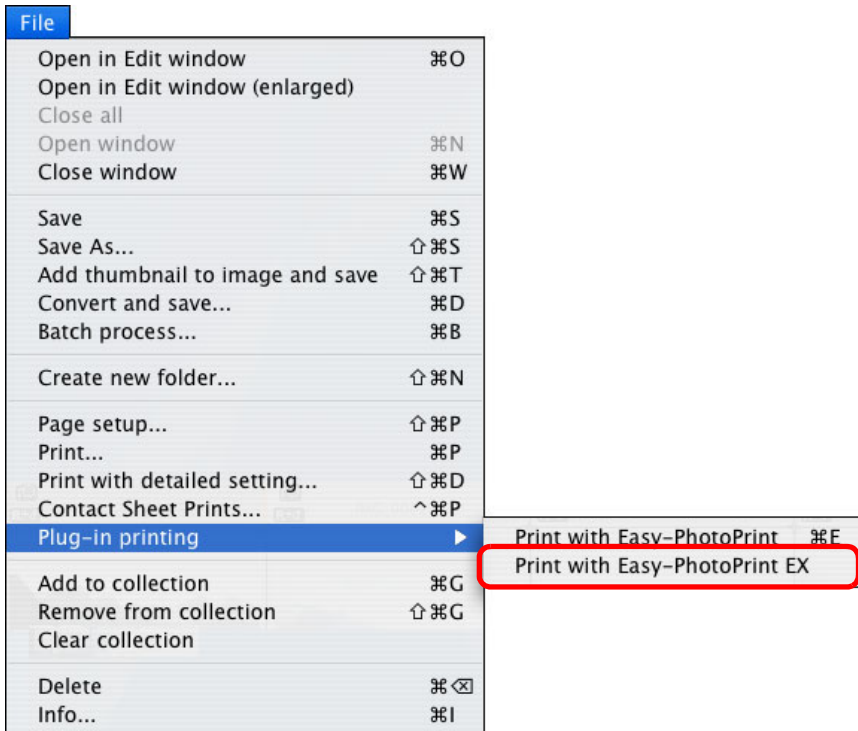 File
Open in Edit window ⌘O
Open in Edit window (enlarged)
Close all
Open window ⌘N
Close window ⌘W
Save ⌘S
Save As... ⇧⌘S
Add thumbnail to image and save ⇧⌘T
Convert and save... ⌘D
Batch process... ⌘B
Create new folder... ⇧⌘N
Page setup... ⇧⌘P
Print... ⌘P
Print with detailed setting... ⇧⌘D
Contact Sheet Prints... ^⌘P
Plug-in printing ▶
Print with Easy-PhotoPrint ⌘E
Print with Easy-PhotoPrint EX
Add to collection ⌘G
Remove from collection ⇧⌘G
Clear collection
Delete ⌘⌫
Info... ⌘I